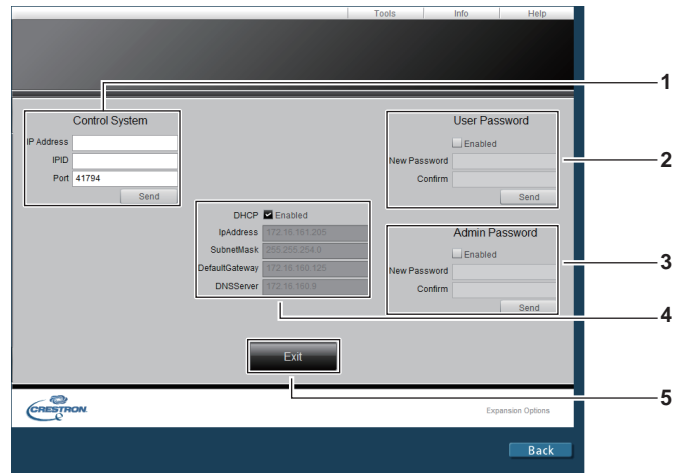 Tools Info Help
1
Control System
IP Address
IPID
Port 41794
Send
User Password
Enabled
New Password
Confirm
Send
2
DHCP Enabled
IpAddress 172.16.161.205
SubnetMask 255.255.254.0
DefaultGateway 172.16.160.125
DNSServer 172.16.160.9
Admin Password
Enabled
New Password
Confirm
Send
3
4
Exit
5
CRESTRON
Expansion Options
Back